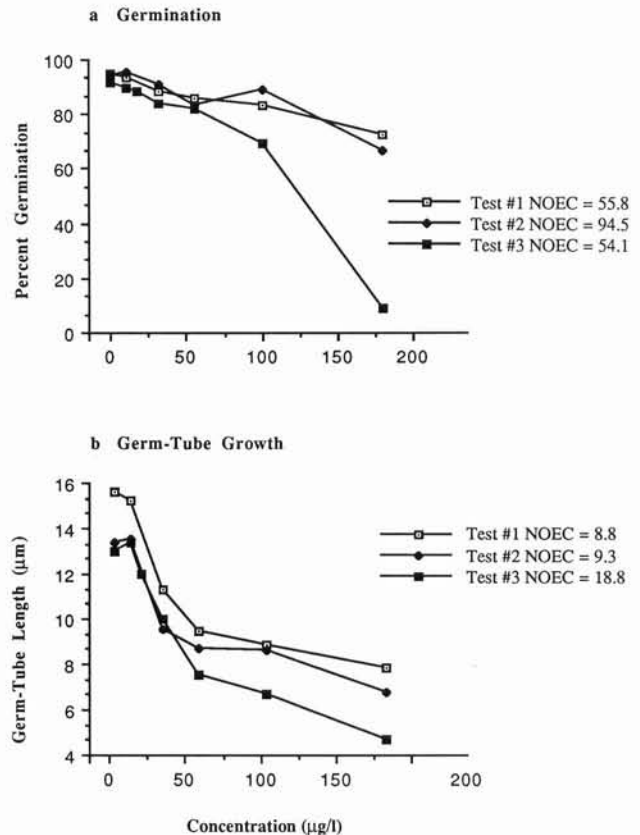 a Germination
100
80
60
40
20
0
Percent Germination
0 50 100 150 200
Test #1 NOEC = 55.8
Test #2 NOEC = 94.5
Test #3 NOEC = 54.1
b Germ-Tube Growth
16
14
12
10
8
6
4
Germ-Tube Length (µm)
0 50 100 150 200
Test #1 NOEC = 8.8
Test #2 NOEC = 9.3
Test #3 NOEC = 18.8
Concentration (µg/l)